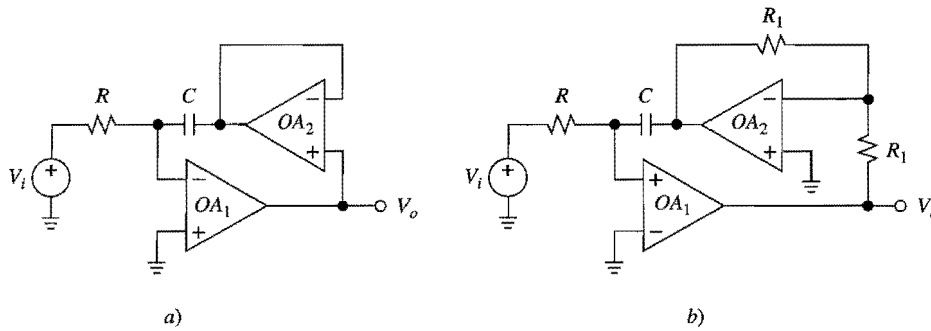 R
C
OA2
−
+
Vi
+
−
OA1
+
Vo
a)
R1
R
C
−
OA2
+
R1
Vi
+
+
OA1
−
b)